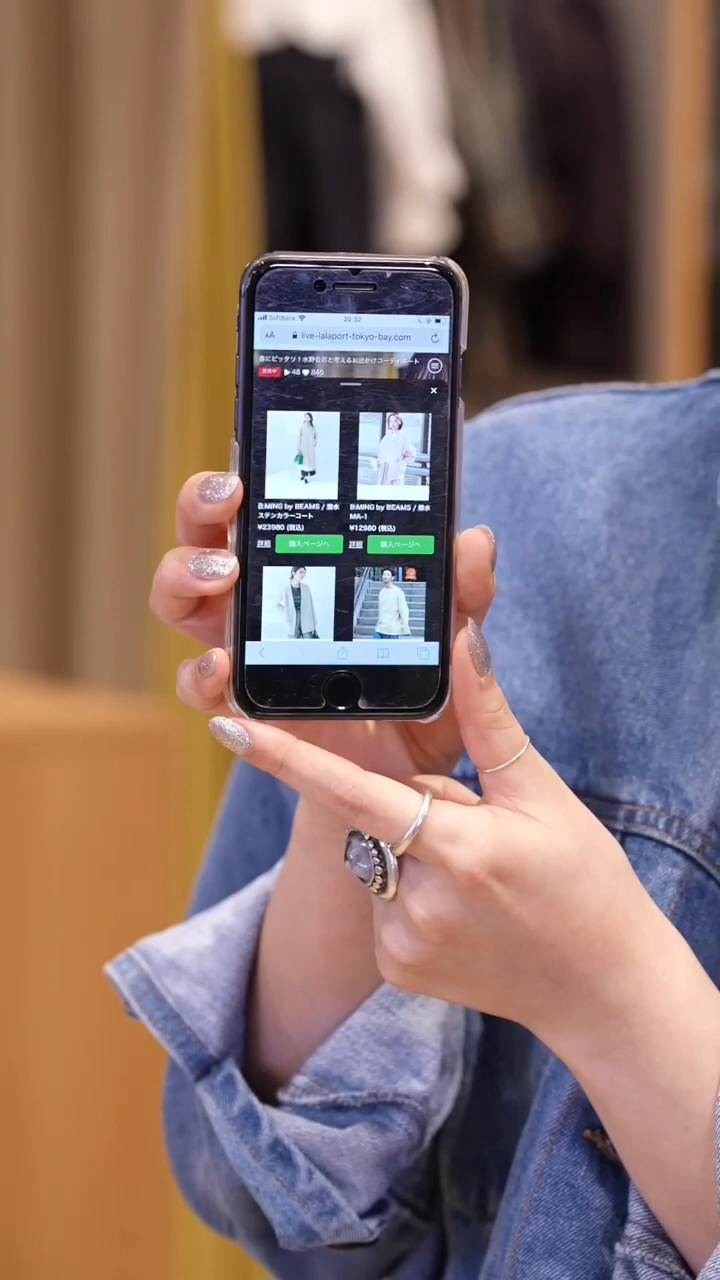 SoftBank 20:32
AA live-lalaport-tokyo-bay.com
春にピッタリ！水野佐彩と考えるお出かけコーディネート
配信中 48 845
B:MING by BEAMS / 撥水 ステンカラーコート
¥23980 (税込)
詳細 購入ページへ
B:MING by BEAMS / 撥水 MA-1
¥12980 (税込)
詳細 購入ページへ